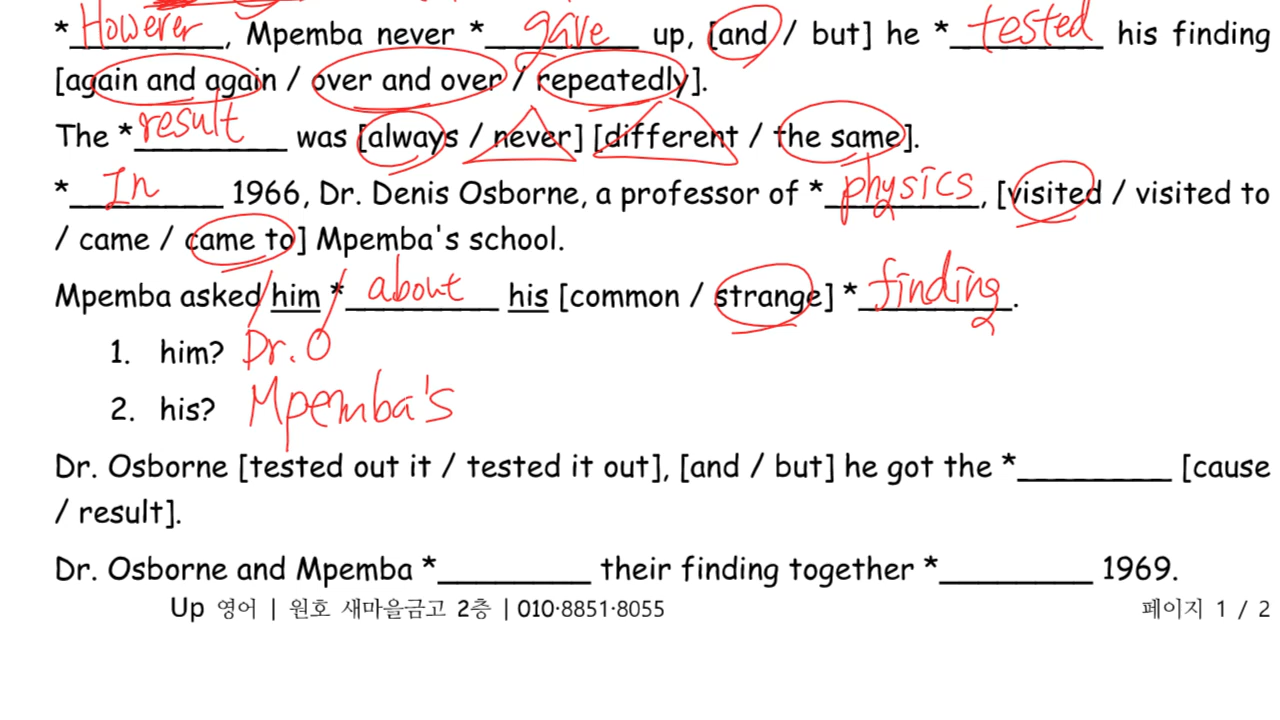 *However, Mpemba never *gave up, [and / but] he *tested his finding
[again and again / over and over / repeatedly].
The *result was [always / never] [different / the same].
*In 1966, Dr. Denis Osborne, a professor of *physics, [visited / visited to
/ came / came to] Mpemba's school.
Mpemba asked him *about his [common / strange] *finding.
1. him? Dr. O
2. his? Mpemba's
Dr. Osborne [tested out it / tested it out], [and / but] he got the *________ [cause
/ result].
Dr. Osborne and Mpemba *________ their finding together *________ 1969.
Up 영어 | 원호 새마을금고 2층 | 010·8851·8055 페이지 1 / 2